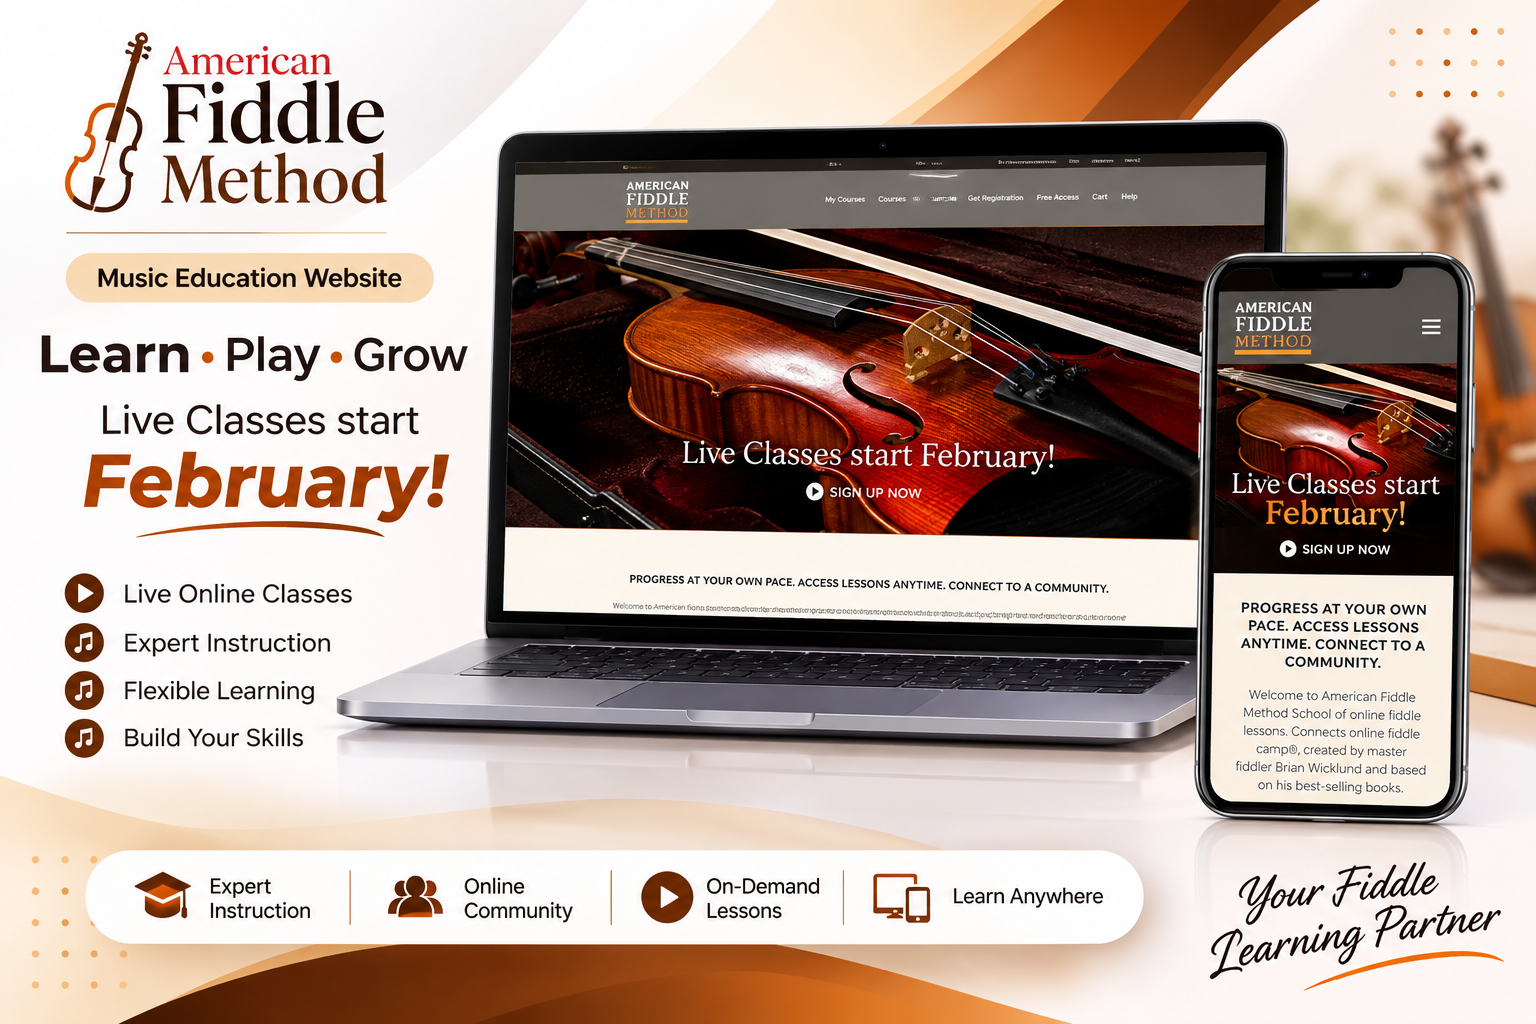 American
Fiddle
Method
Music Education Website
Learn • Play • Grow
Live Classes start
February!
Live Online Classes
Expert Instruction
Flexible Learning
Build Your Skills
AMERICAN
FIDDLE
METHOD
My Courses Courses Get Registration Free Access Cart Help
Live Classes start February!
SIGN UP NOW
PROGRESS AT YOUR OWN PACE. ACCESS LESSONS ANYTIME. CONNECT TO A COMMUNITY.
Welcome to American
AMERICAN
FIDDLE
METHOD
Live Classes start
February!
SIGN UP NOW
PROGRESS AT YOUR OWN
PACE. ACCESS LESSONS
ANYTIME. CONNECT TO A
COMMUNITY.
Welcome to American Fiddle
Method School of online fiddle
lessons. Connects online fiddle
camp®, created by master
fiddler Brian Wicklund and based
on his best-selling books.
Expert
Instruction
Online
Community
On-Demand
Lessons
Learn Anywhere
Your Fiddle
Learning Partner